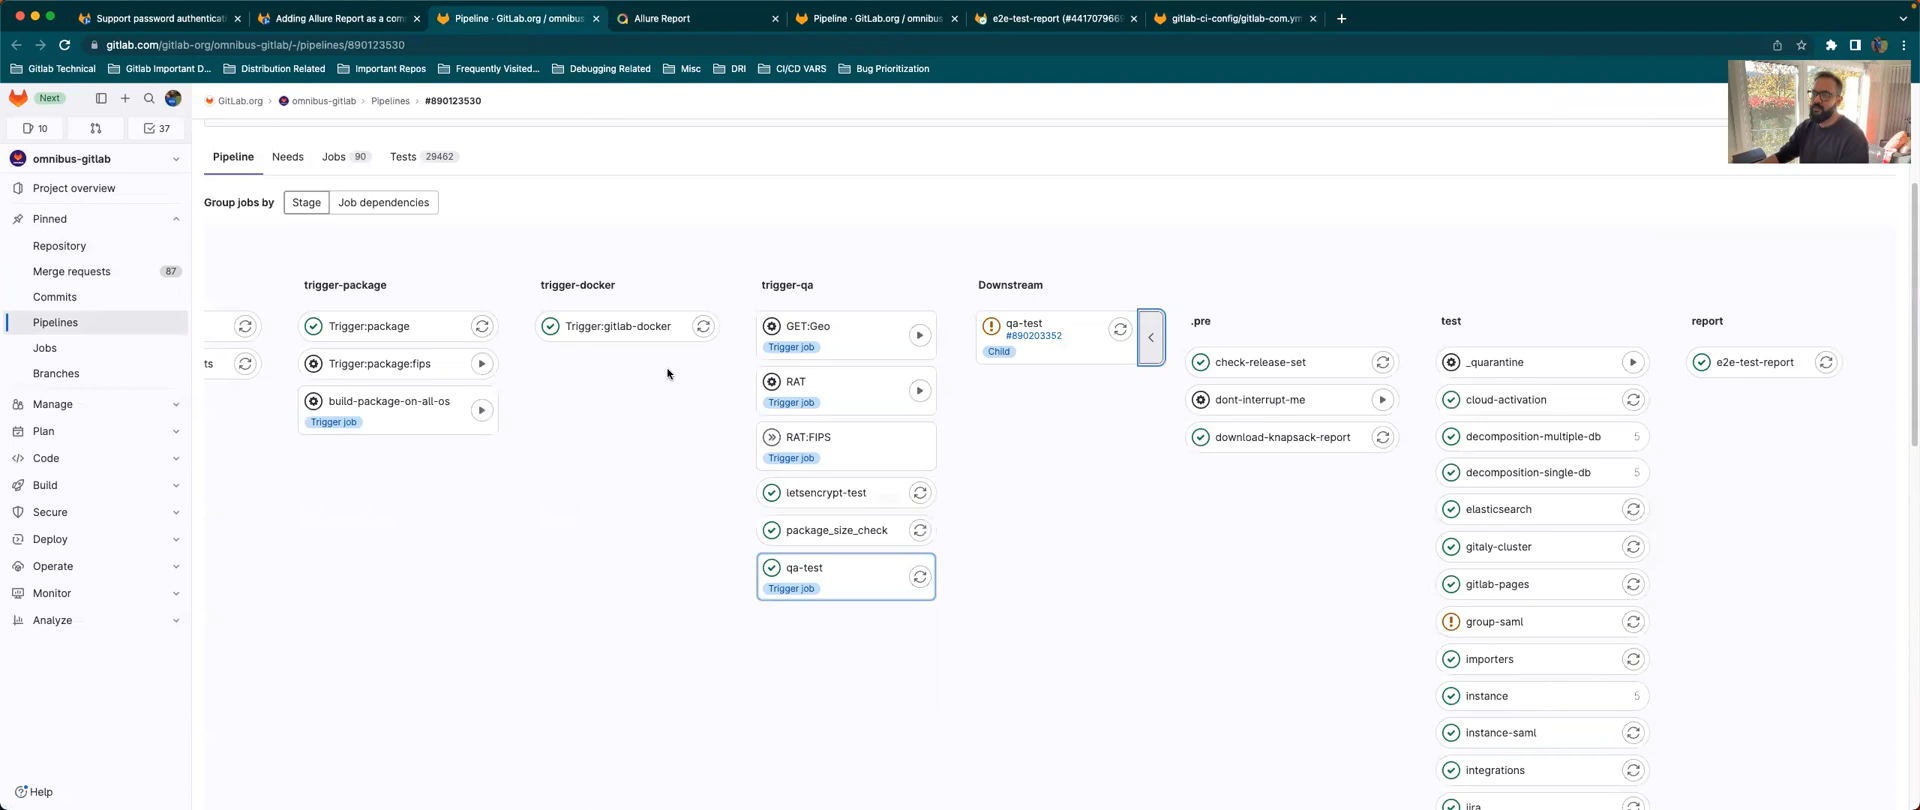 Support password authenticati
Adding Allure Report as a com
Pipeline · GitLab.org / omnibus
Allure Report
Pipeline · GitLab.org / omnibus
e2e-test-report (#4417079669
gitlab-ci-config/gitlab-com.ym
gitlab.com/gitlab-org/omnibus-gitlab/-/pipelines/890123530
Gitlab Technical
Gitlab Important D...
Distribution Related
Important Repos
Frequently Visited...
Debugging Related
Misc
DRI
CI/CD VARS
Bug Prioritization
Next
GitLab.org
omnibus-gitlab
Pipelines
#890123530
10
37
omnibus-gitlab
Project overview
Pinned
Repository
Merge requests
87
Commits
Pipelines
Jobs
Branches
Manage
Plan
Code
Build
Secure
Deploy
Operate
Monitor
Analyze
Help
Pipeline
Needs
Jobs 90
Tests 29462
Group jobs by
Stage
Job dependencies
ts
trigger-package
Trigger:package
Trigger:package:fips
build-package-on-all-os
Trigger job
trigger-docker
Trigger:gitlab-docker
trigger-qa
GET:Geo
Trigger job
RAT
Trigger job
RAT:FIPS
Trigger job
letsencrypt-test
package_size_check
qa-test
Trigger job
Downstream
qa-test
#890203352
Child
.pre
check-release-set
dont-interrupt-me
download-knapsack-report
test
_quarantine
cloud-activation
decomposition-multiple-db 5
decomposition-single-db 5
elasticsearch
gitaly-cluster
gitlab-pages
group-saml
importers
instance 5
instance-saml
integrations
jira
report
e2e-test-report